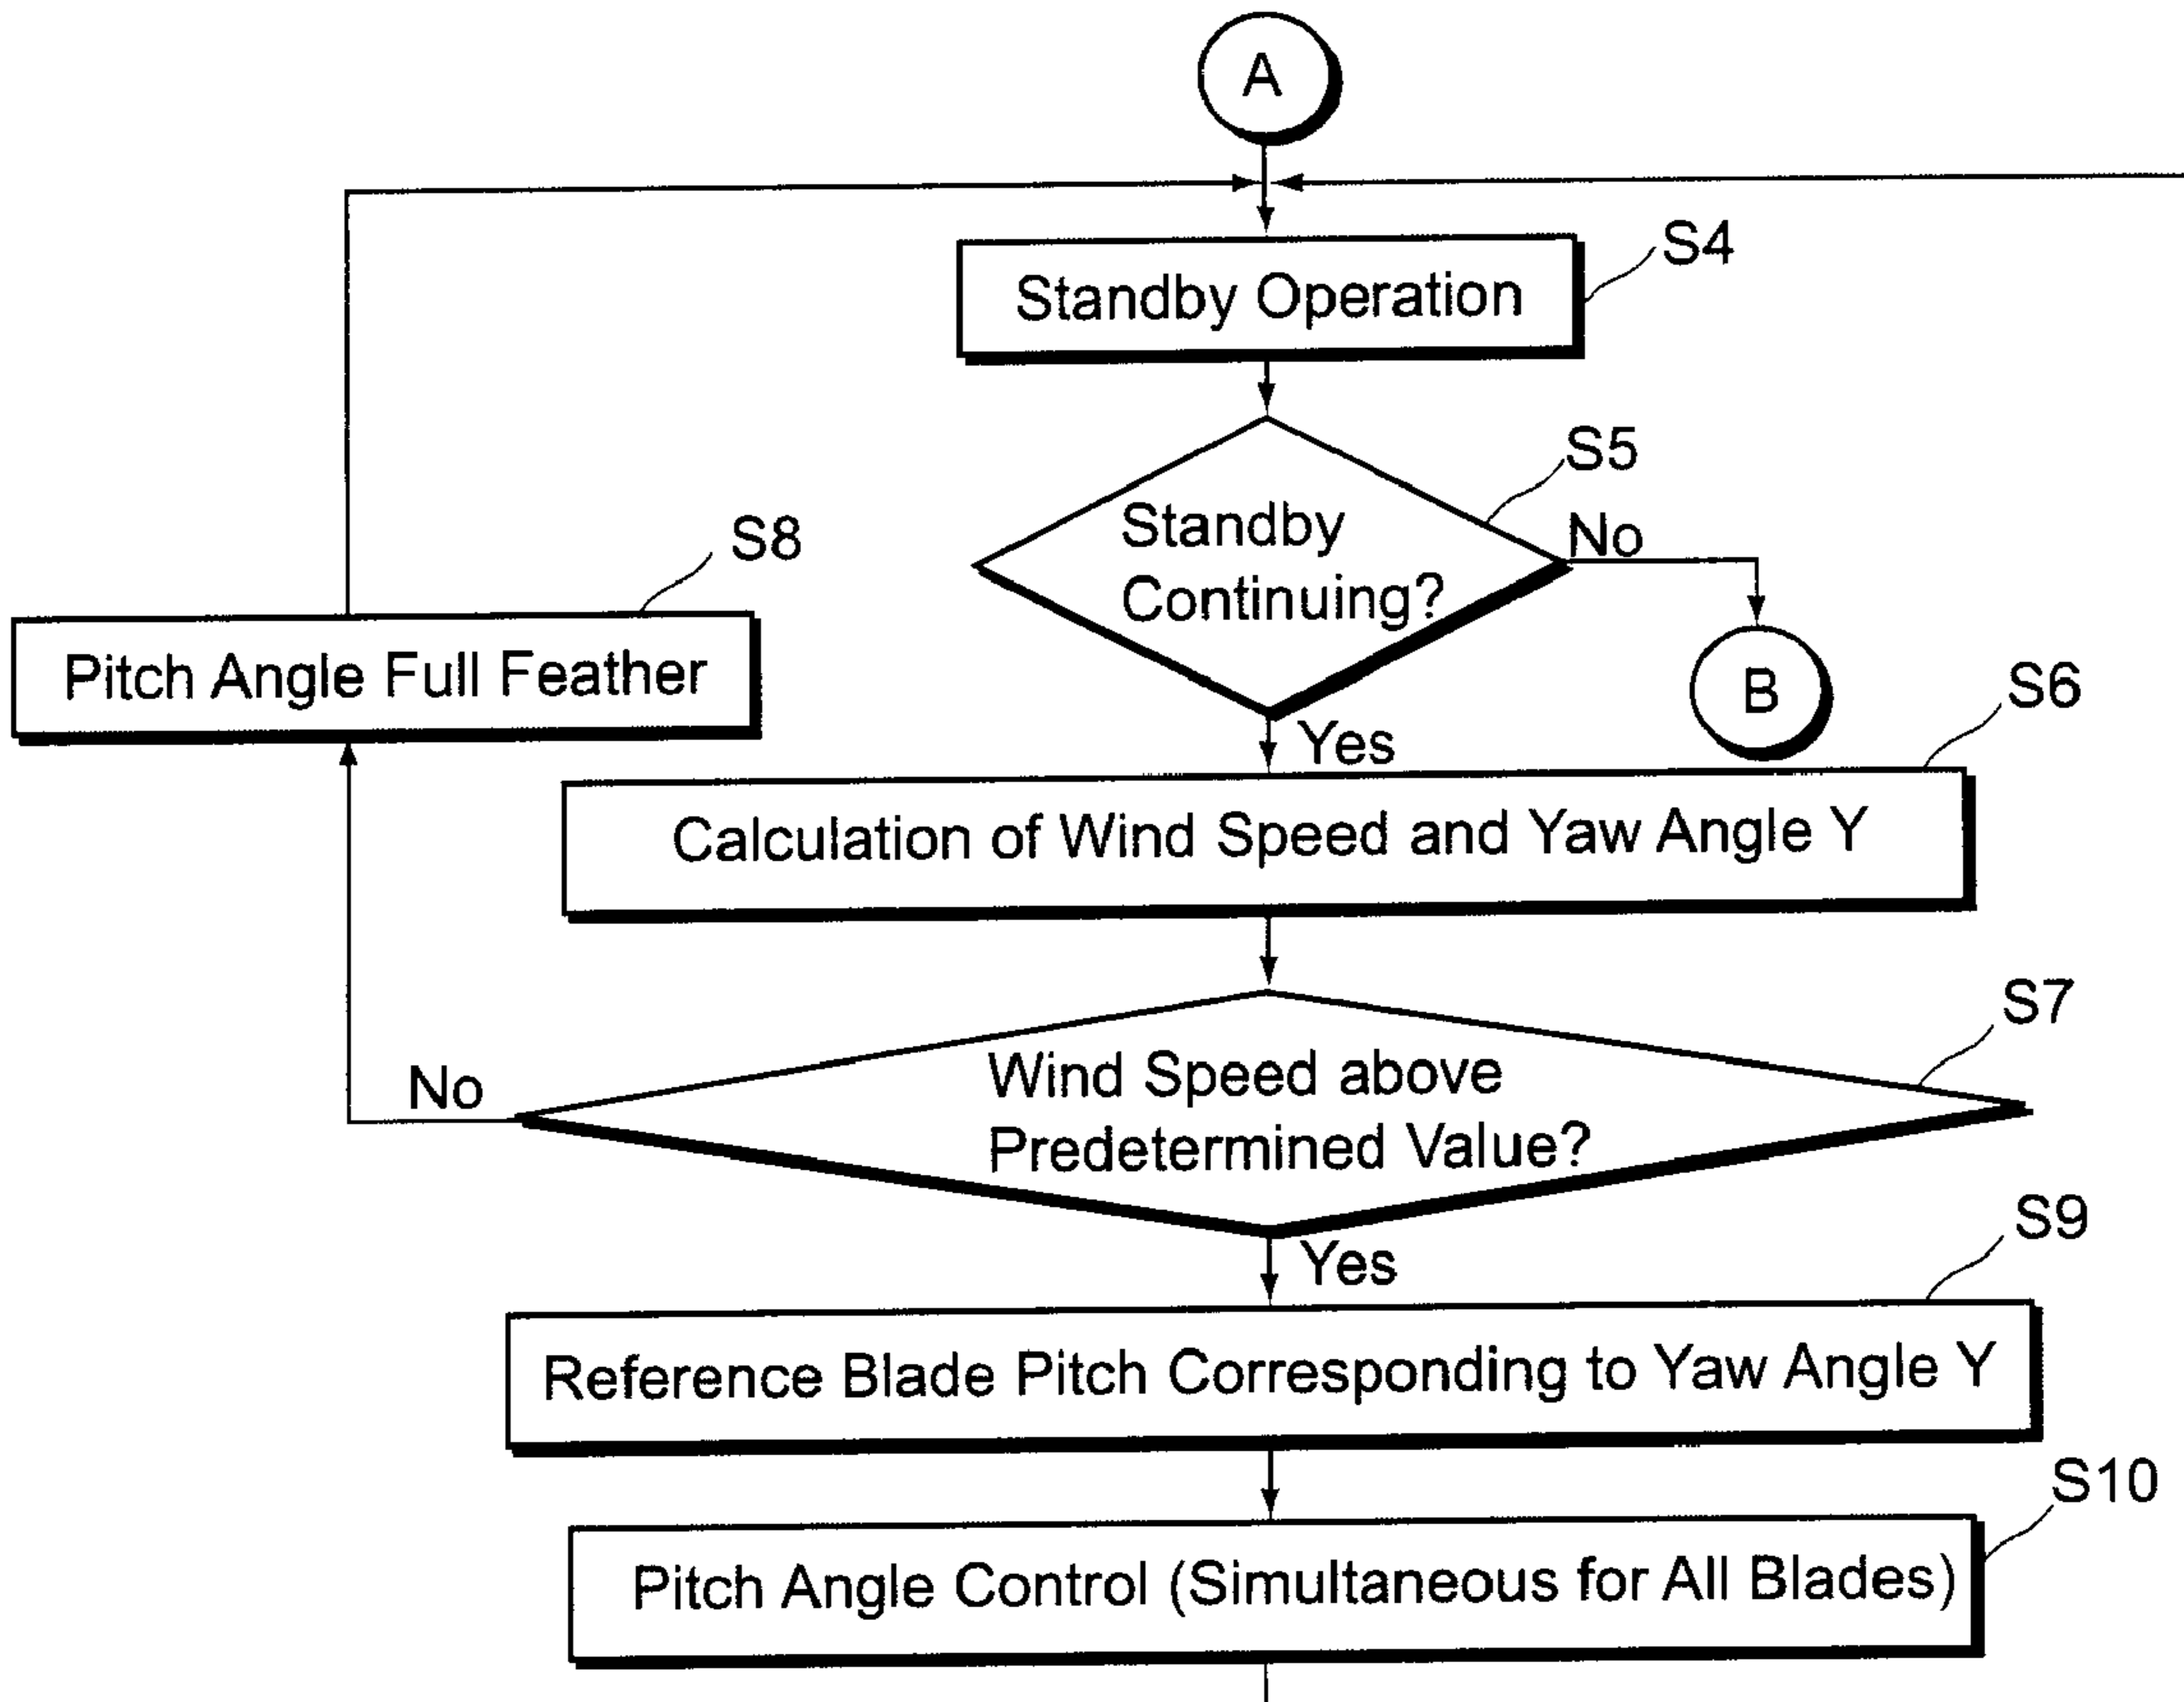 A
S4
Standby Operation
S5
Standby
Continuing?
No
S8
Pitch Angle Full Feather
B
S6
Yes
Calculation of Wind Speed and Yaw Angle Y
S7
Wind Speed above
Predetermined Value?
No
S9
Yes
Reference Blade Pitch Corresponding to Yaw Angle Y
S10
Pitch Angle Control (Simultaneous for All Blades)